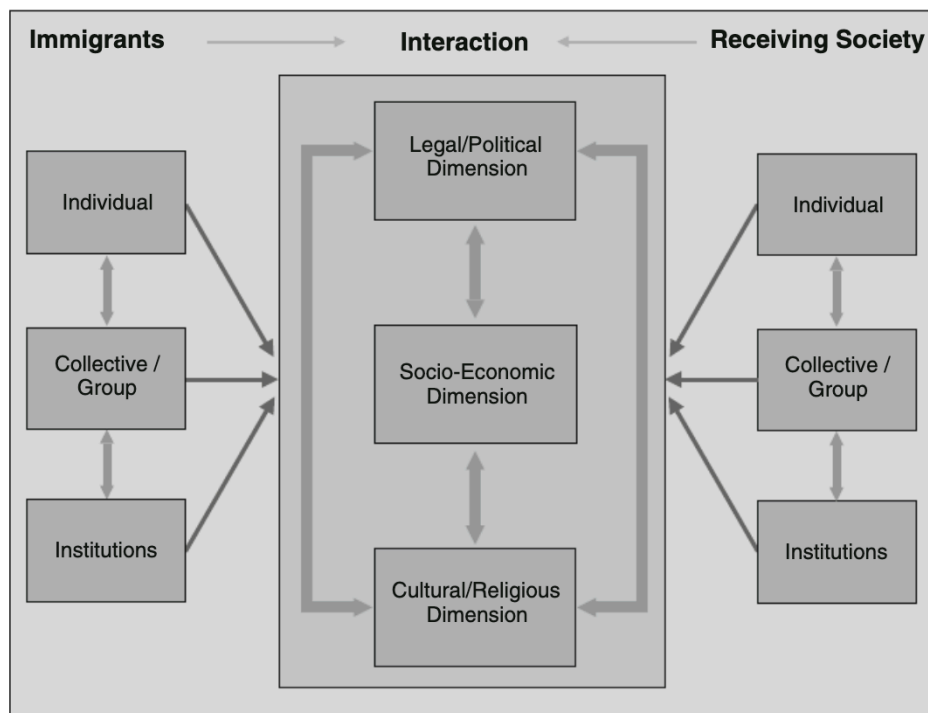 Immigrants
Interaction
Receiving Society
Individual
Collective /
Group
Institutions
Legal/Political
Dimension
Socio-Economic
Dimension
Cultural/Religious
Dimension
Individual
Collective /
Group
Institutions